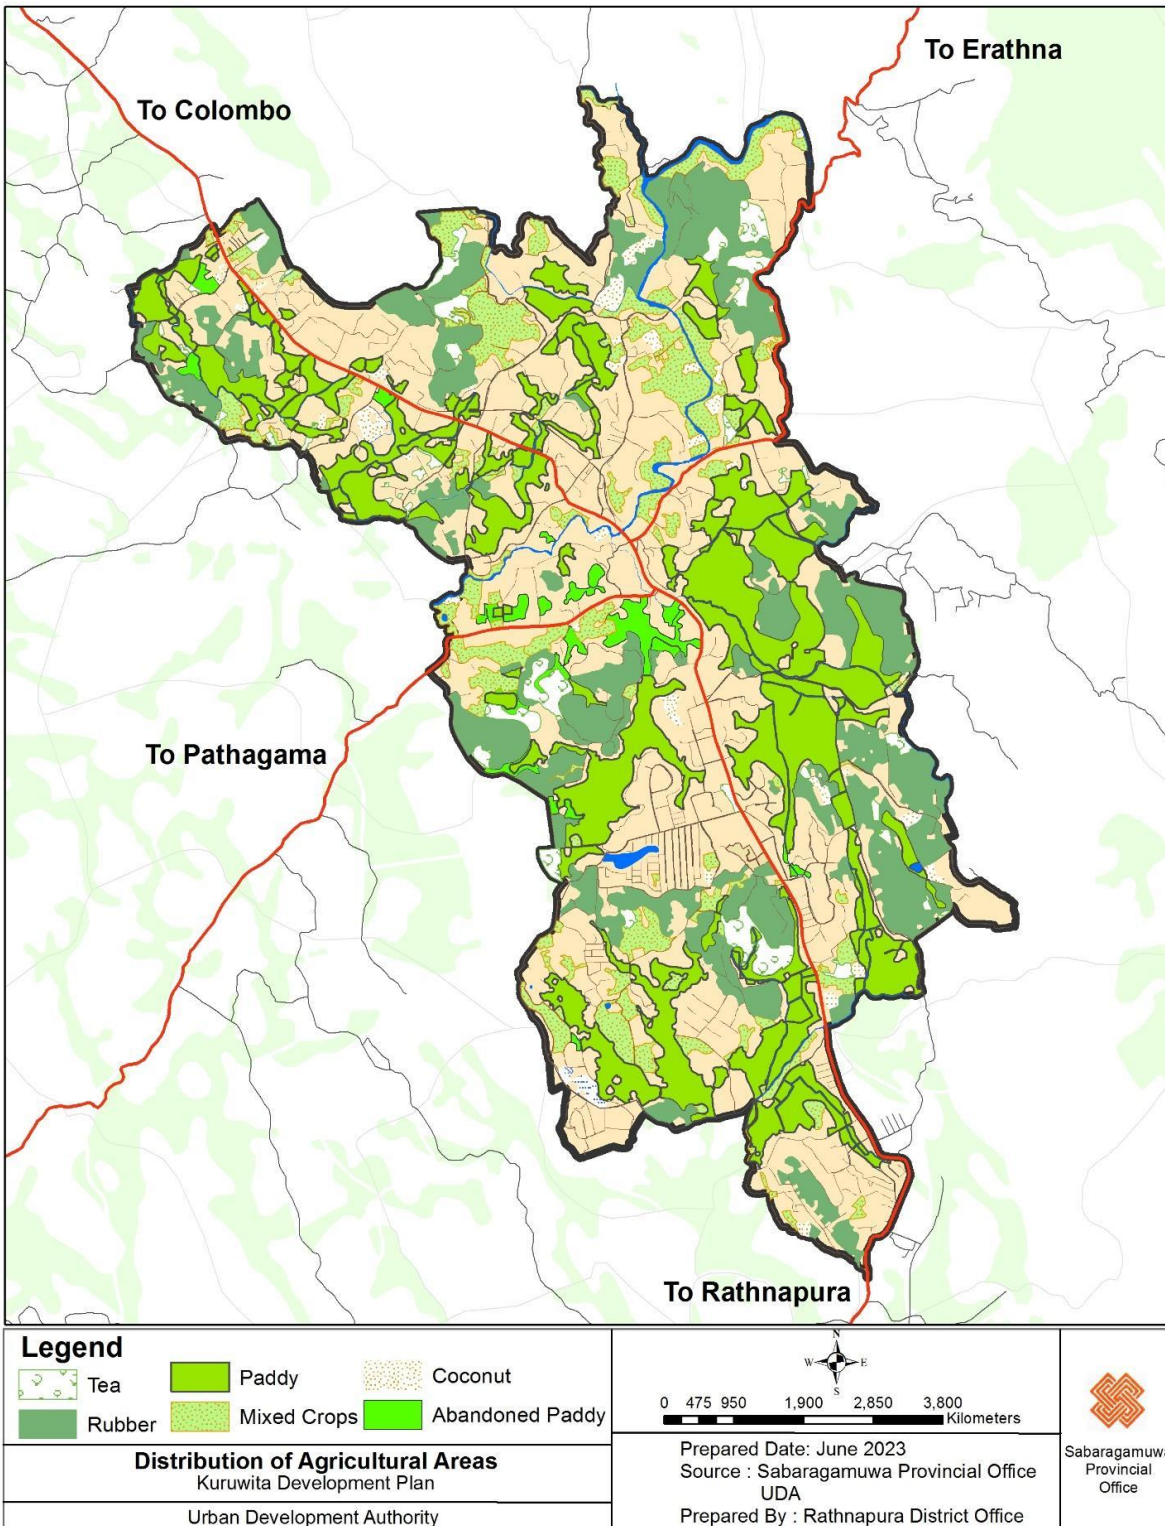 To Erathna
To Colombo
To Pathagama
To Rathnapura
Legend
Tea
Paddy
Coconut
Rubber
Mixed Crops
Abandoned Paddy
Distribution of Agricultural Areas
Kuruwita Development Plan
Urban Development Authority
N
W E
S
0 475 950 1,900 2,850 3,800
Kilometers
Prepared Date: June 2023
Source : Sabaragamuwa Provincial Office
UDA
Prepared By : Rathnapura District Office
Sabaragamuwa
Provincial
Office